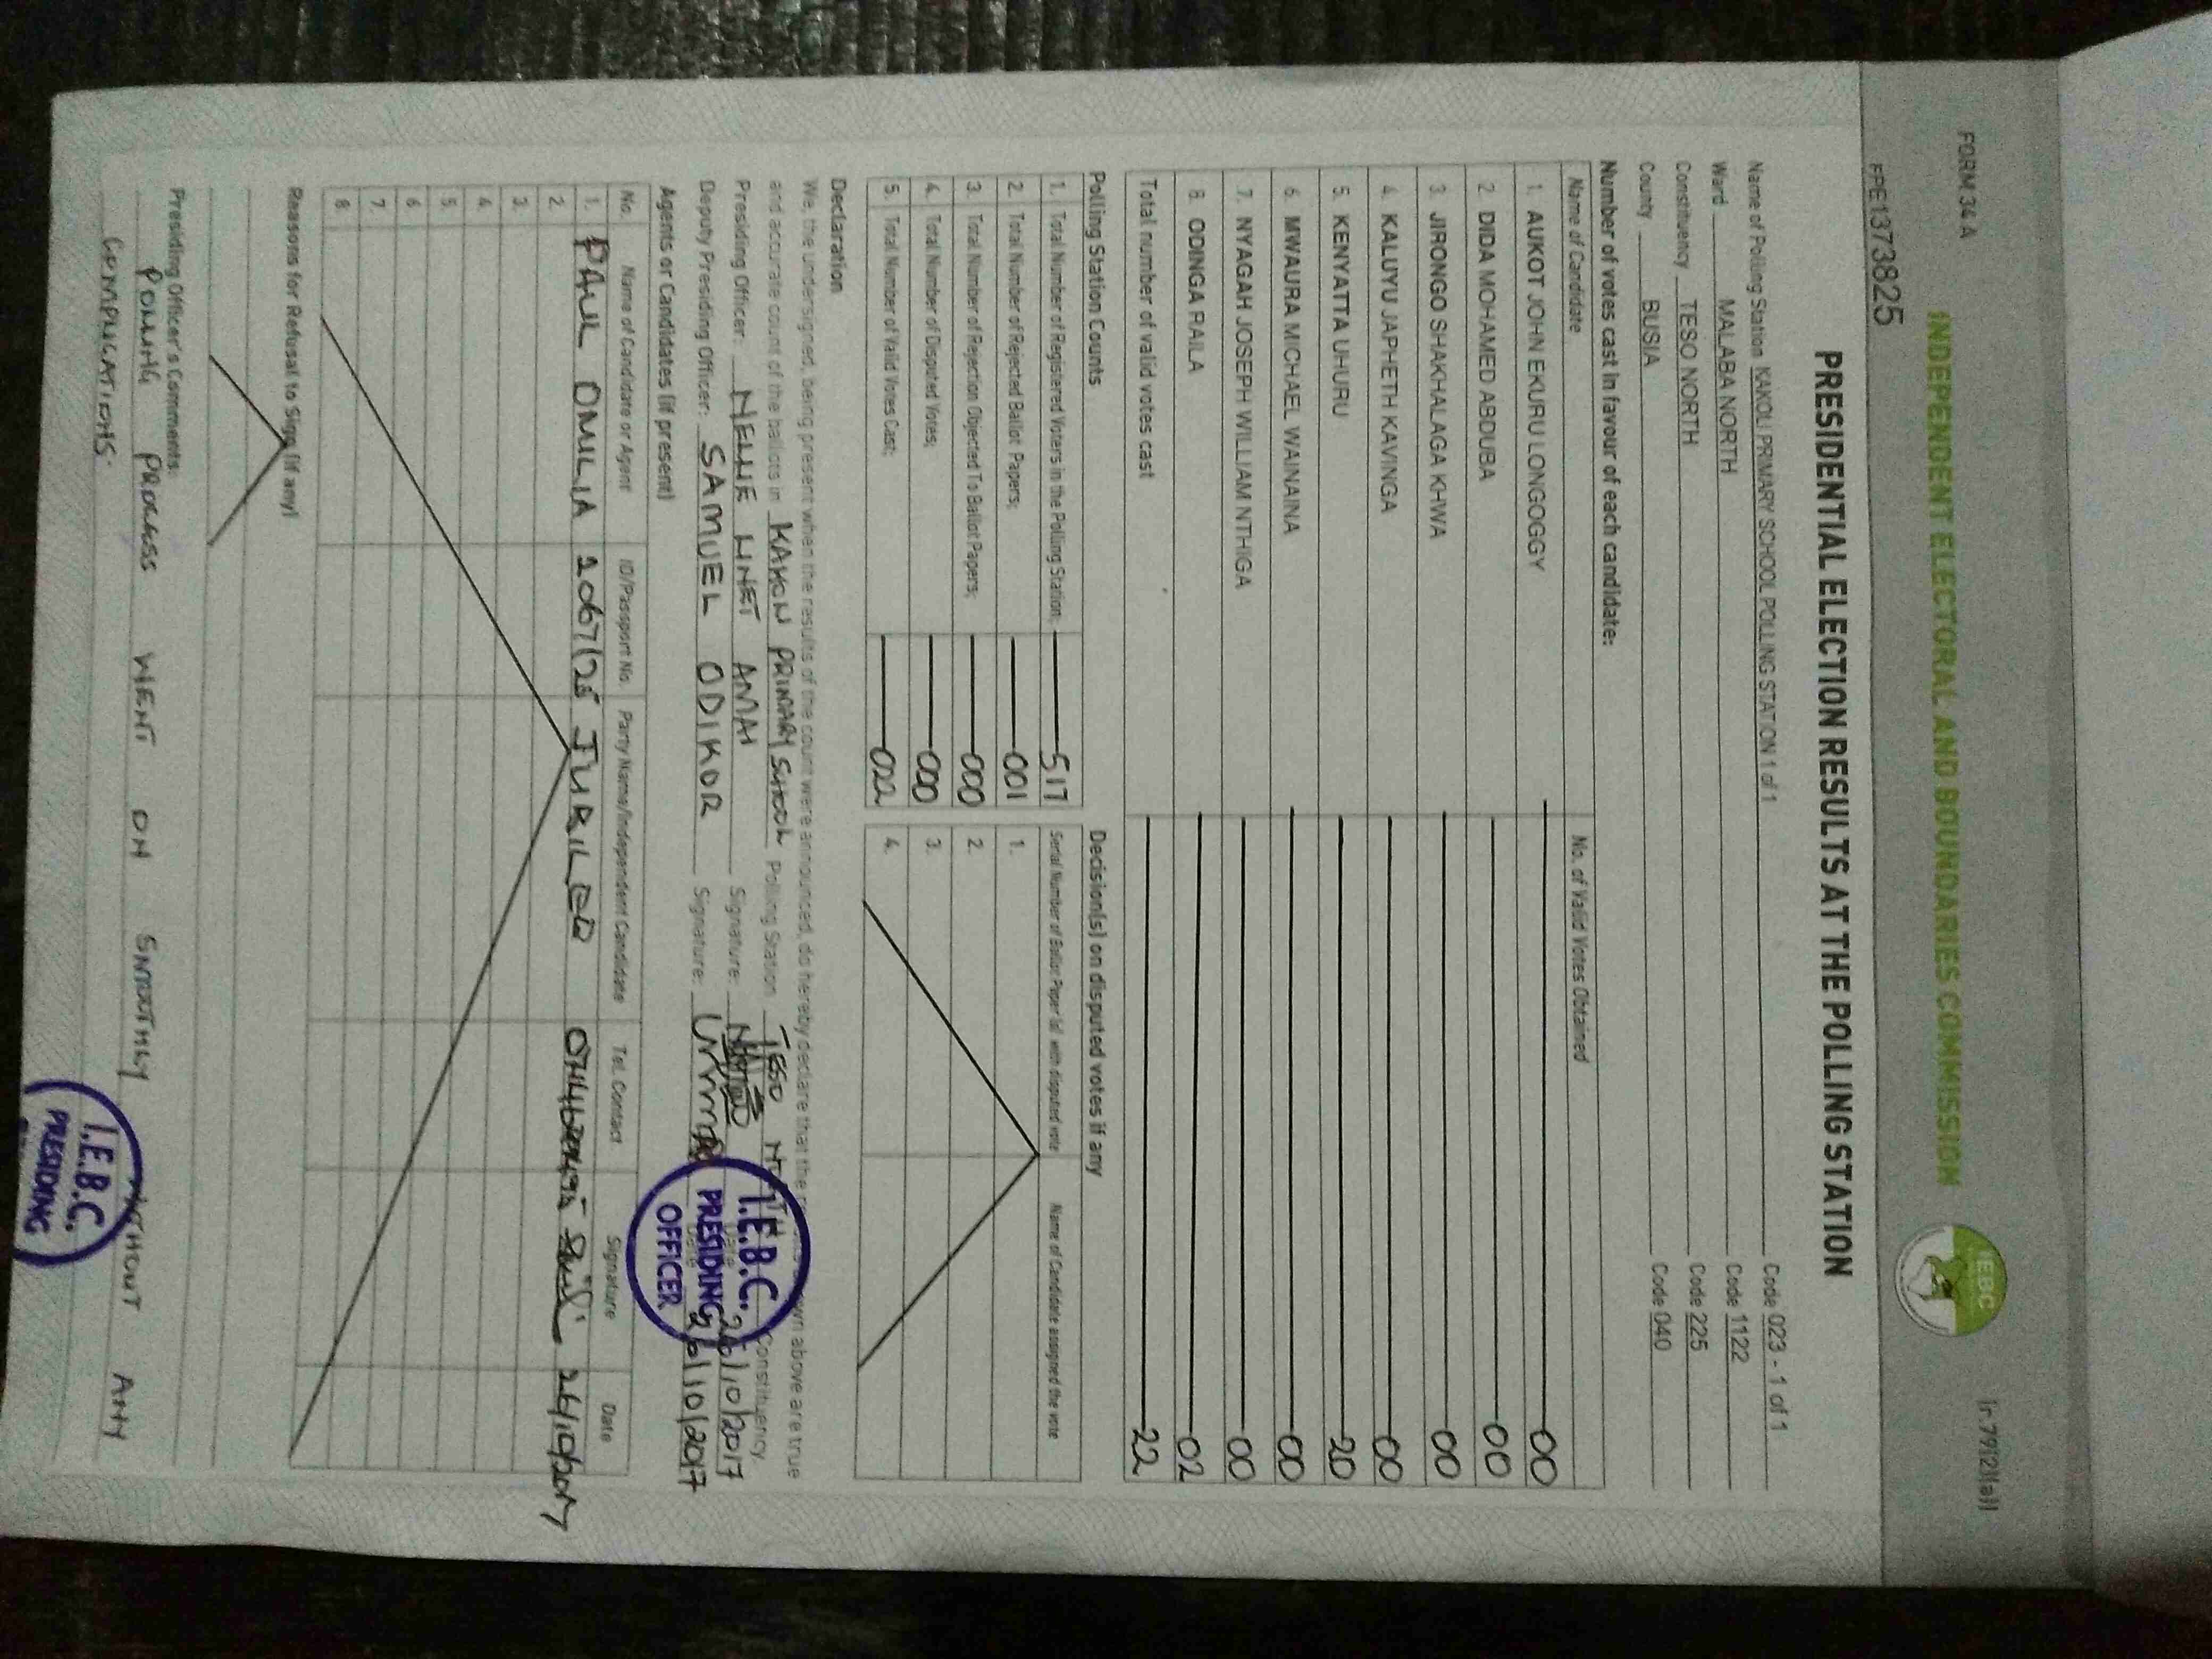 FORM 34 A
INDEPENDENT ELECTORAL AND BOUNDARIES COMMISSION
IEBC
[r.79(2)(a)]
FPE1373825
PRESIDENTIAL ELECTION RESULTS AT THE POLLING STATION
Name of Polling Station KAKOLI PRIMARY SCHOOL POLLING STATION 1 of 1 Code 023 - 1 of 1
Ward MALABA NORTH Code 1122
Constituency TESO NORTH Code 225
County BUSIA Code 040
Number of votes cast in favour of each candidate:
Name of Candidate No. of Valid Votes Obtained
1. AUKOT JOHN EKURU LONGOGGY 00
2. DIDA MOHAMED ABDUBA 00
3. JIRONGO SHAKHALAGA KHWA 00
4. KALUYU JAPHETH KAVINGA 00
5. KENYATTA UHURU 20
6. MWAURA MICHAEL WAINAINA 00
7. NYAGAH JOSEPH WILLIAM NTHIGA 00
8. ODINGA RAILA 02
Total number of valid votes cast 22
Polling Station Counts
1. Total Number of Registered Voters in the Polling Station; 517
2. Total Number of Rejected Ballot Papers; 001
3. Total Number of Rejection Objected To Ballot Papers; 000
4. Total Number of Disputed Votes; 000
5. Total Number of Valid Votes Cast; 022
Decision(s) on disputed votes if any
Serial Number of Ballot Paper (s) with disputed vote Name of Candidate assigned the vote
1.
2.
3.
4.
Declaration
We, the undersigned, being present when the results of the count were announced, do hereby declare that the shown above are true
and accurate count of the ballots in KAKOLI PRIMARY SCHOOL Polling Station TESO NORTH Constituency.
Presiding Officer: NELLIE LINET AMAI Signature: Date 26/10/2017
Deputy Presiding Officer: SAMUEL ODIKOR Signature: Date 26/10/2017
I.E.B.C.
PRESIDING
OFFICER
Agents or Candidates (if present)
No. Name of Candidate or Agent ID/Passport No. Party Name/Independent Candidate Tel. Contact Signature Date
1. PAUL OMILIA JUBILEE 26/10/2017
2.
3.
4.
5.
6.
7.
8.
Reasons for Refusal to Sign (if any)
Presiding Officer's Comments:
POLLING PROCESS WENT ON SMOOTHLY WITHOUT ANY
COMPLICATIONS.
I.E.B.C.
PRESIDING